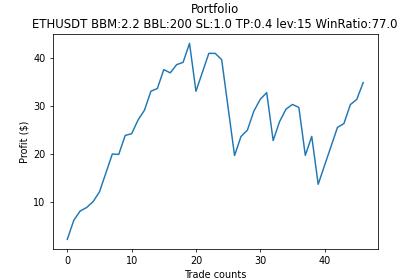 Portfolio
ETHUSDT BBM:2.2 BBL:200 SL:1.0 TP:0.4 lev:15 WinRatio:77.0
40
30
20
10
Profit ($)
0
10
20
30
40
Trade counts